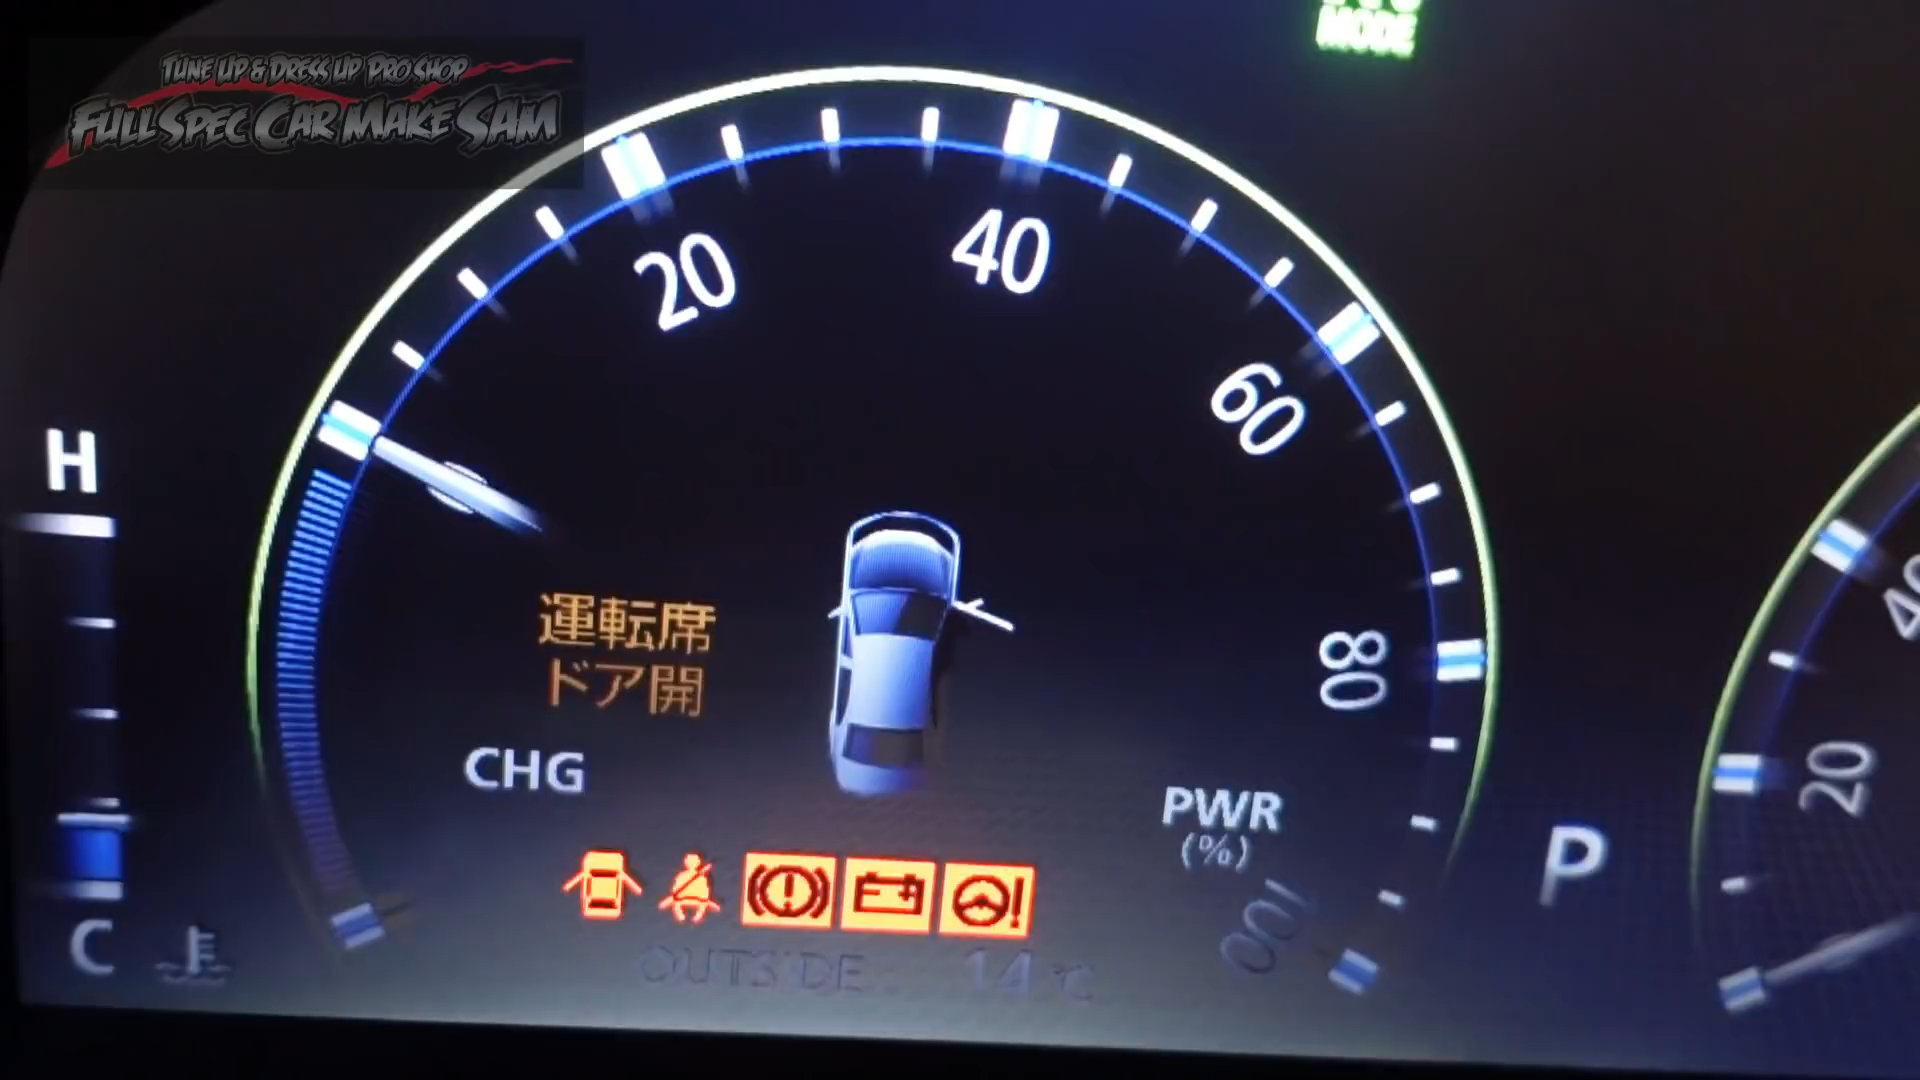 MODE
TUNE UP & DRESS UP PRO SHOP
FULL SPEC CAR MAKE SAM
20
40
60
80
100
H
C
運転席
ドア開
CHG
PWR
(%)
P
40
20
OUTSIDE 14℃